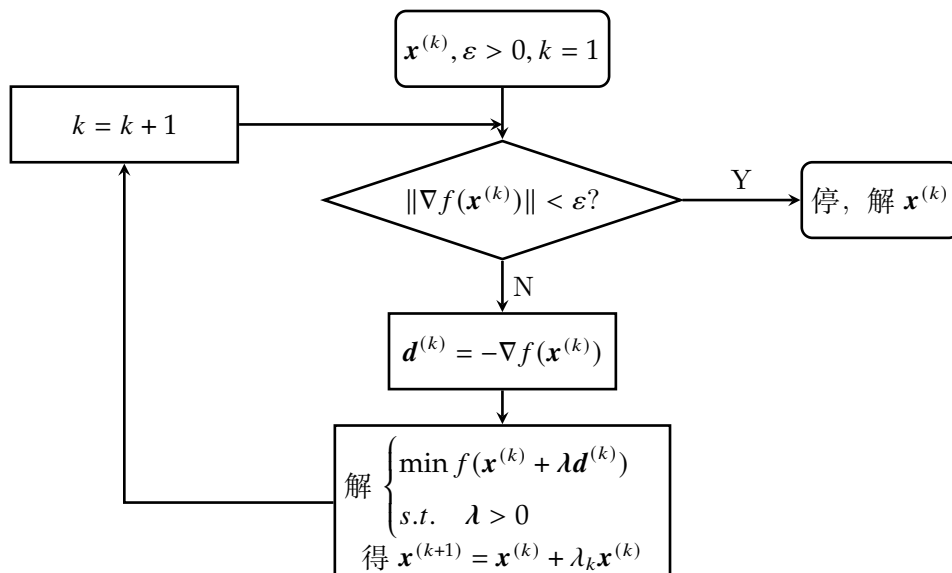 x^(k), ε > 0, k = 1
k = k + 1
‖∇f(x^(k))‖ < ε?
Y
停，解 x^(k)
N
d^(k) = −∇f(x^(k))
解 { min f(x^(k) + λd^(k))
s.t. λ > 0
得 x^(k+1) = x^(k) + λ_k x^(k)